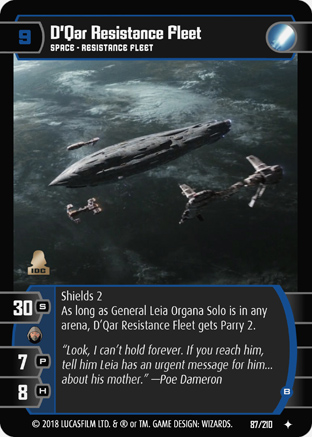 9
D'Qar Resistance Fleet
SPACE - RESISTANCE FLEET
IDC
30 S
Shields 2
As long as General Leia Organa Solo is in any
arena, D'Qar Resistance Fleet gets Parry 2.
7 P
"Look, I can't hold forever. If you reach him,
tell him Leia has an urgent message for him...
about his mother." —Poe Dameron
8 H
B
© 2018 LUCASFILM LTD. & ® or TM. GAME DESIGN: WIZARDS. 87/210